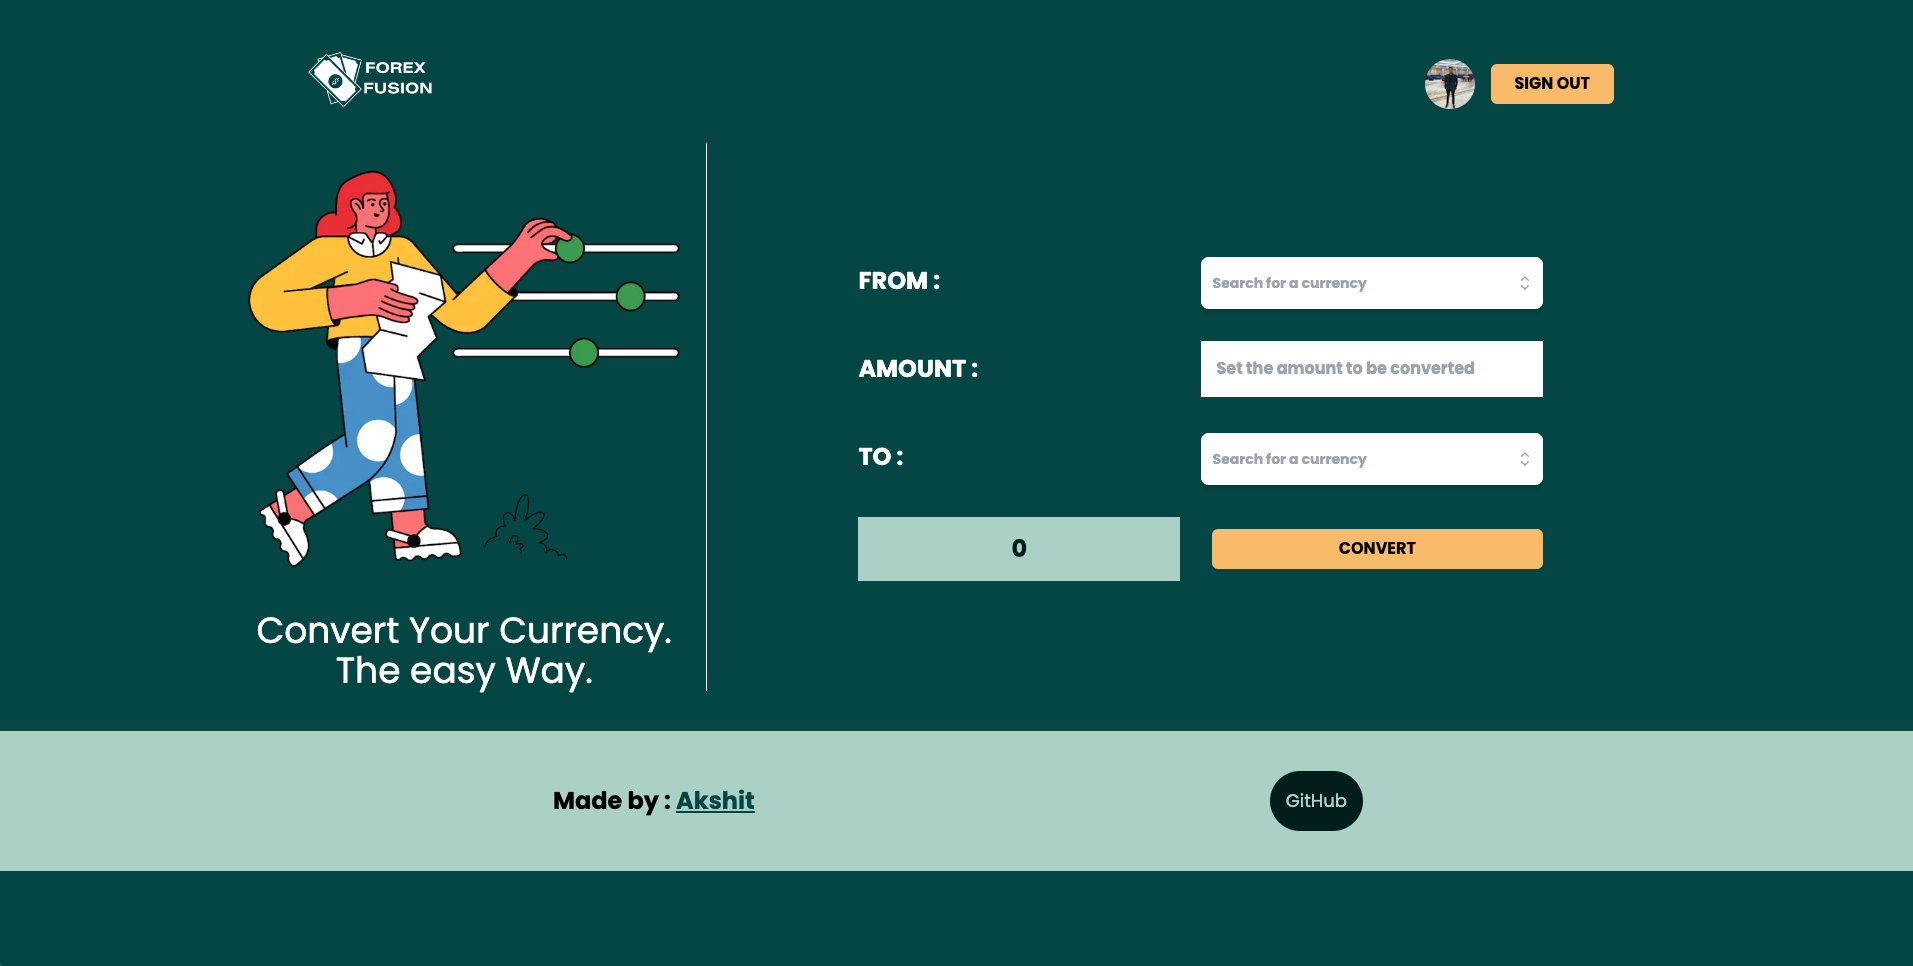 FOREX
FUSION
SIGN OUT
FROM :
Search for a currency
AMOUNT :
Set the amount to be converted
TO :
Search for a currency
0
CONVERT
Convert Your Currency.
The easy Way.
Made by : Akshit
GitHub